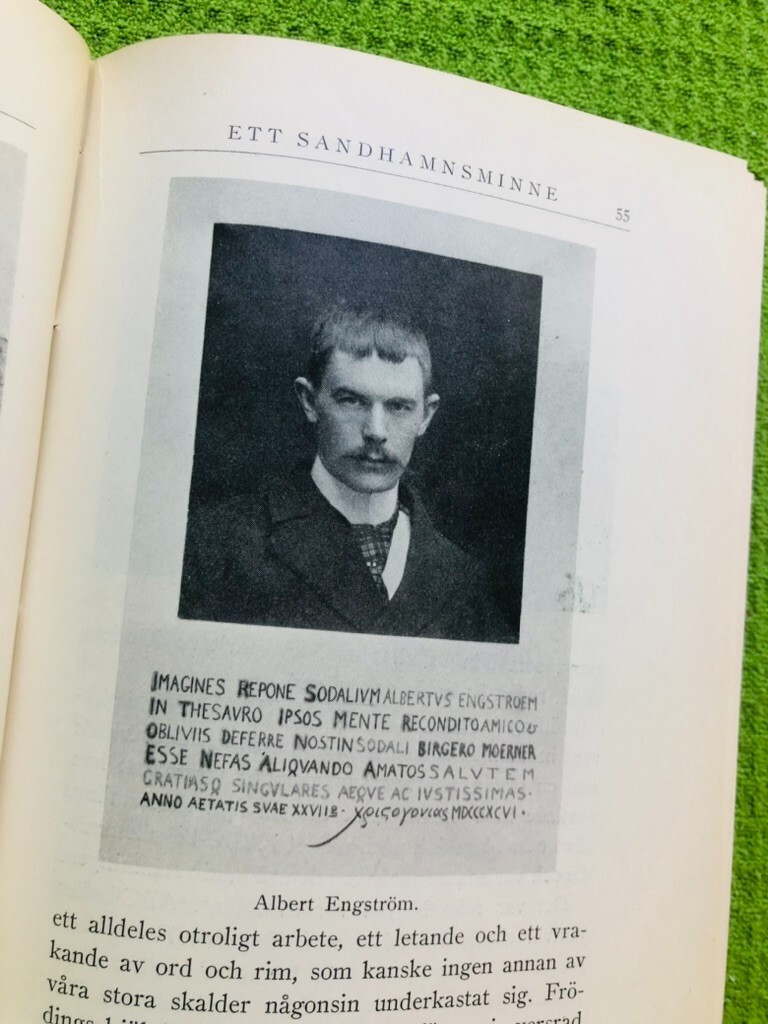 ETT SANDHAMNSMINNE
55
IMAGINES REPONE SODALIVM ALBERTVS ENGSTROEM
IN THESAVRO IPSOS MENTE RECONDITO AMICO &
OBLIVIIS DEFERRE NOSTIN SODALI BIRGERO MOERNER
ESSE NEFAS ALIQVANDO AMATOS SALVTEM
GRATIASQ SINGVLARES AEQVE AC IVSTISSIMAS.
ANNO AETATIS SVAE XXVII MDCCCXCVI.
Albert Engström.
ett alldeles otroligt arbete, ett letande och ett vra-
kande av ord och rim, som kanske ingen annan av
våra stora skalder någonsin underkastat sig. Frö-
dings